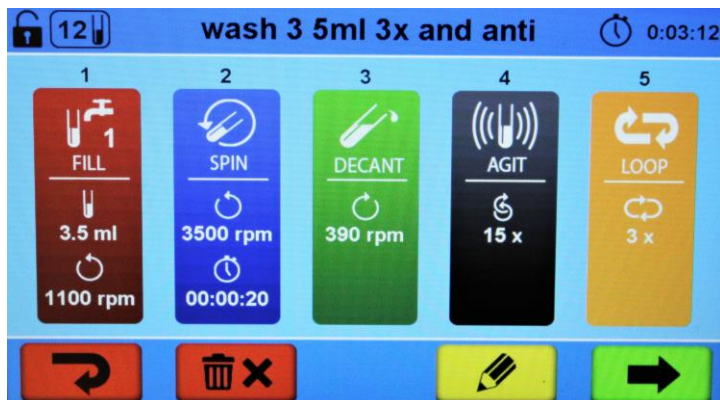 12 wash 3 5ml 3x and anti 0:03:12
1 2 3 4 5
1
FILL SPIN DECANT AGIT LOOP
3.5 ml 3500 rpm 390 rpm 15 x 3 x
1100 rpm 00:00:20